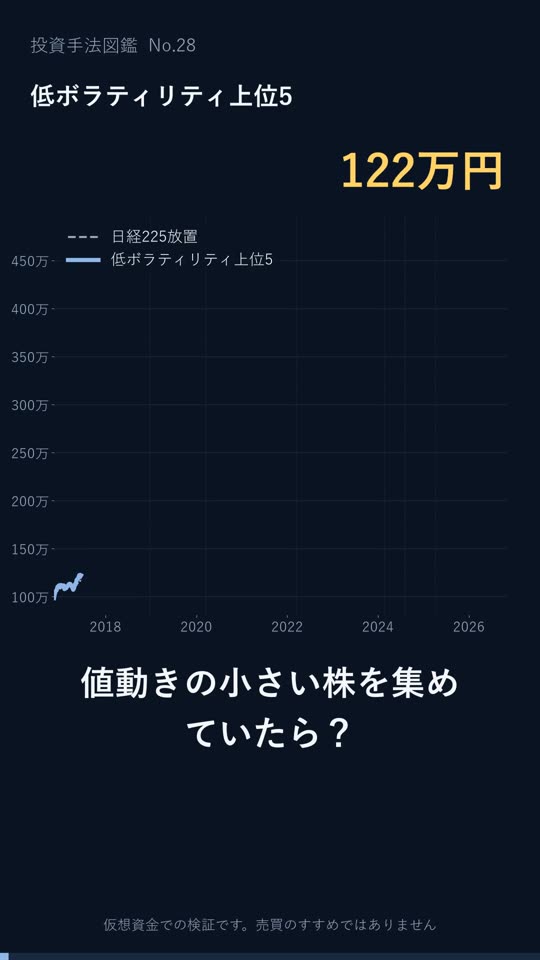 投資手法図鑑 No.28
低ボラティリティ上位5
122万円
日経225放置
低ボラティリティ上位5
450万
400万
350万
300万
250万
200万
150万
100万
2018 2020 2022 2024 2026
値動きの小さい株を集め
ていたら？
仮想資金での検証です。売買のすすめではありません